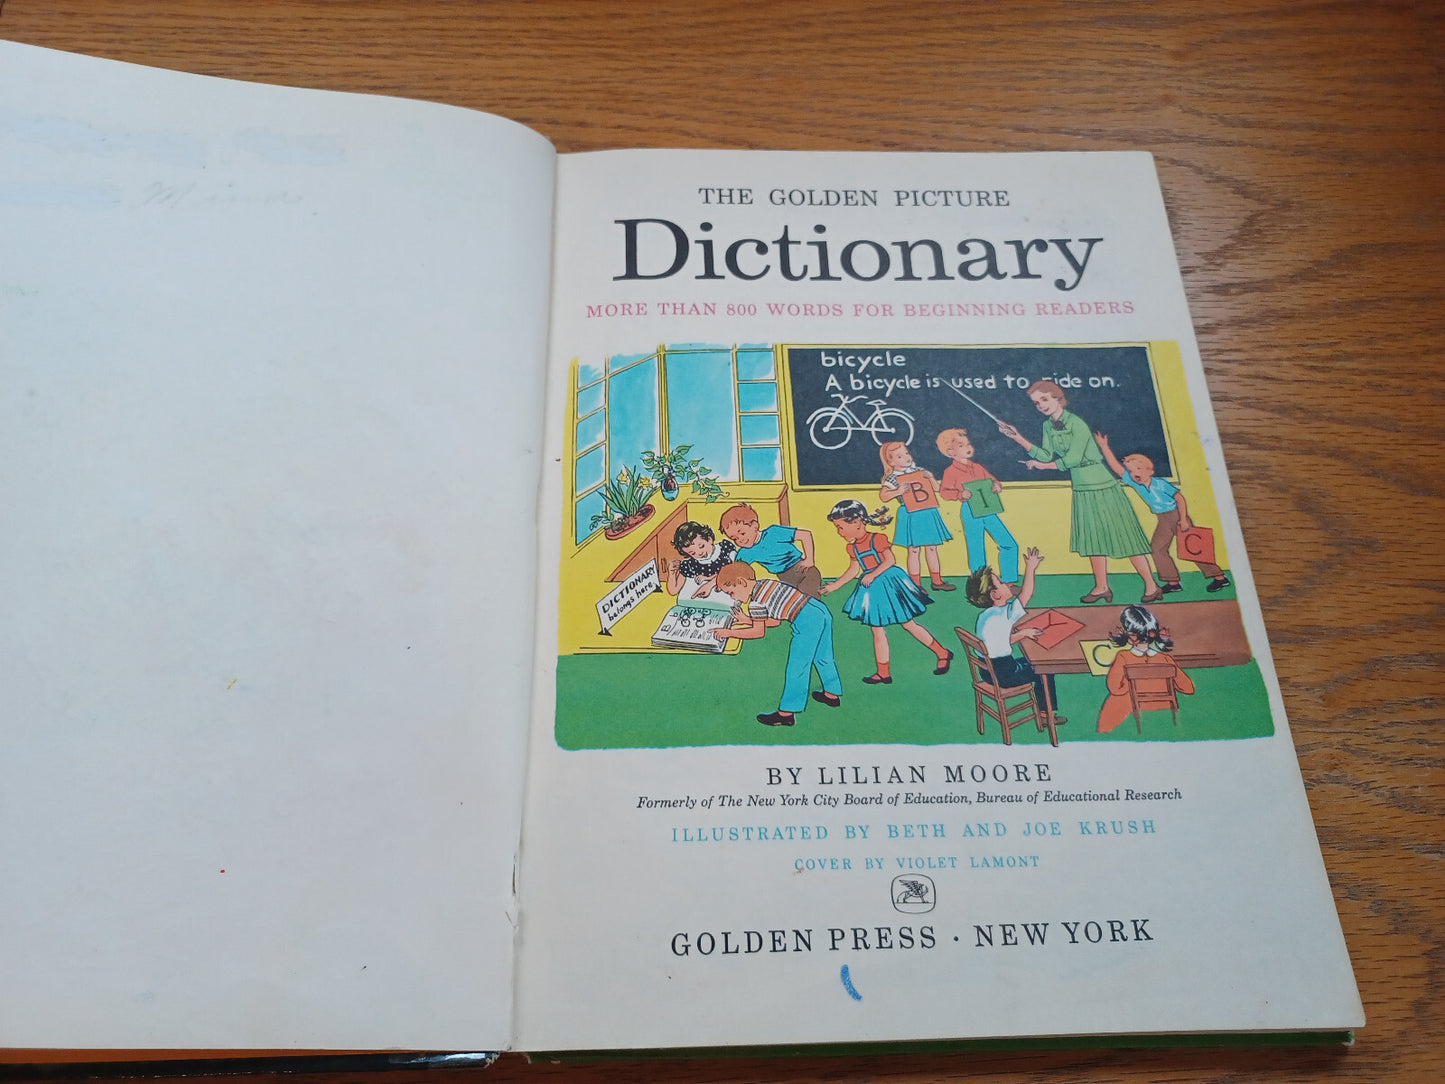 Minor
THE GOLDEN PICTURE
Dictionary
MORE THAN 800 WORDS FOR BEGINNING READERS
bicycle
A bicycle is used to ride on.
B
I
C
DICTIONARY
belongs here
B
Y
C
BY LILIAN MOORE
Formerly of The New York City Board of Education, Bureau of Educational Research
ILLUSTRATED BY BETH AND JOE KRUSH
COVER BY VIOLET LAMONT
GOLDEN PRESS · NEW YORK